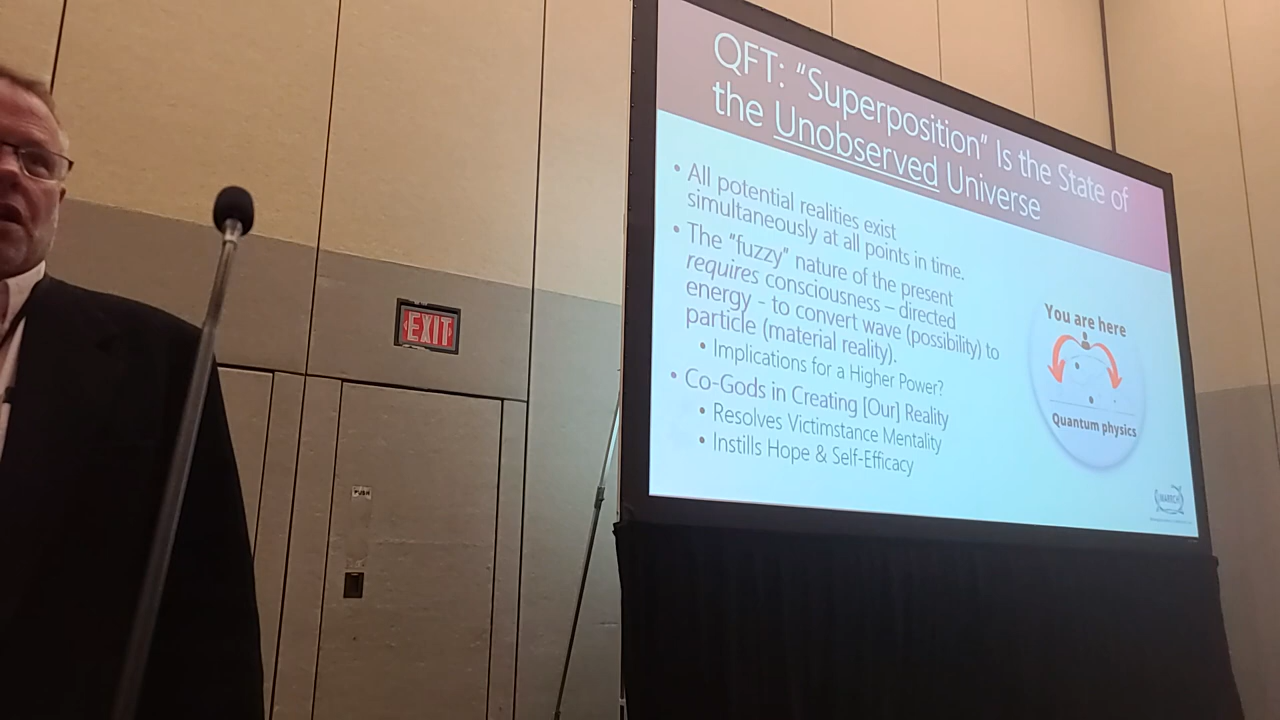 QFT: "Superposition" Is the State of
the Unobserved Universe
• All potential realities exist
simultaneously at all points in time.
• The "fuzzy" nature of the present
requires consciousness – directed
energy - to convert wave (possibility) to
particle (material reality).
• Implications for a Higher Power?
• Co-Gods in Creating [Our] Reality
• Resolves Victimstance Mentality
• Instills Hope & Self-Efficacy
You are here
Quantum physics
EXIT
PUSH